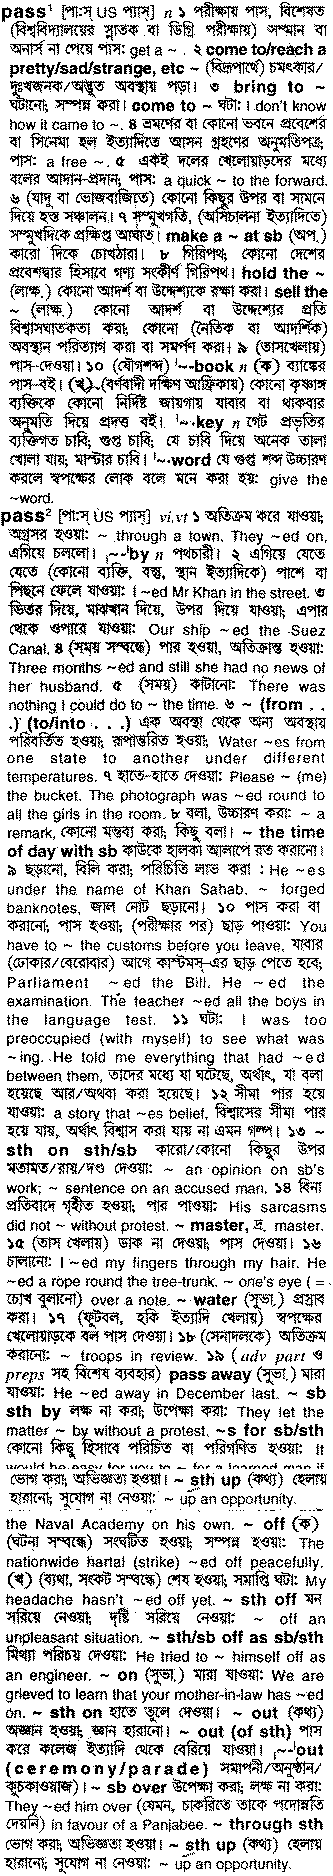 pass¹ [পা:স্ US প্যাস্] n ১ পরীক্ষায় পাস, বিশেষত
(বিশ্ববিদ্যালয়ের স্নাতক বা ডিগ্রি পরীক্ষায়) সম্মান বা
অনার্স না পেয়ে পাস: get a ~. ২ come to/reach a
pretty/sad/strange, etc ~ (বিদ্রূপার্থে) চমৎকার/
দুঃখজনক/অদ্ভুত অবস্থায় পড়া। ৩ bring to ~
ঘটানো; সম্পন্ন করা। come to ~ ঘটা: I don't know
how it came to ~. ৪ ভ্রমণের বা কোনো ভবনে প্রবেশের
বা সিনেমা হল ইত্যাদিতে আসন গ্রহণের অনুমতিপত্র;
পাস: a free ~. ৫ একই দলের খেলোয়াড়দের মধ্যে
বলের আদান-প্রদান; পাস: a quick ~ to the forward.
৬ (যাদু বা ভোজবাজিতে) কোনো কিছুর উপর বা সামনে
দিয়ে হস্ত সঞ্চালন। ৭ সম্মুখগতি, (অসিচালনা ইত্যাদিতে)
সম্মুখদিকে প্রক্ষিপ্ত আঘাত। make a ~ at sb (অপ.)
কারো দিকে চোখঠারা। ৮ গিরিপথ; কোনো দেশের
প্রবেশদ্বার হিসাবে গণ্য সংকীর্ণ গিরিপথ। hold the ~
(লাক্ষ.) কোনো আদর্শ বা উদ্দেশ্যকে রক্ষা করা। sell the
~ (লাক্ষ.) কোনো আদর্শ বা উদ্দেশ্যের প্রতি
বিশ্বাসঘাতকতা করা; কোনো (নৈতিক বা আদর্শিক)
অবস্থান পরিত্যাগ করা বা সমর্পণ করা। ৯ (তাসখেলায়)
পাস-দেওয়া। ১০ (যৌগশব্দ) ˈ~-book n (ক) ব্যাংকের
পাস-বই। (খ) (বর্ণবাদী দক্ষিণ আফ্রিকায়) কোনো কৃষ্ণাঙ্গ
ব্যক্তিকে কোনো নির্দিষ্ট জায়গায় যাবার বা থাকবার
অনুমতি দিয়ে প্রদত্ত বই। ˈ~-key n গেট প্রভৃতির
ব্যক্তিগত চাবি; গুপ্ত চাবি; যে চাবি দিয়ে অনেক তালা
খোলা যায়; মাস্টার চাবি। ˈ~-word যে গুপ্ত শব্দ উচ্চারণ
করলে স্বপক্ষের লোক বলে মনে করা হয়: give the
~word.
pass² [পা:স্ US প্যাস্] vi,vt ১ অতিক্রম করে যাওয়া;
অগ্রসর হওয়া: ~ through a town. They ~ed on,
এগিয়ে চললো। ˌ~-ˈby n পথচারী। ২ এগিয়ে যেতে
যেতে (কোনো ব্যক্তি, বস্তু, স্থান ইত্যাদিকে) পাশে বা
পিছনে ফেলে যাওয়া: I ~ed Mr Khan in the street. ৩
ভিতর দিয়ে, মাঝখান দিয়ে, উপর দিয়ে যাওয়া; এপার
থেকে ওপারে যাওয়া: Our ship ~ed the Suez
Canal. ৪ (সময় সম্বন্ধে) পার হওয়া, অতিক্রান্ত হওয়া:
Three months ~ed and still she had no news of
her husband. ৫ (সময়) কাটানো: There was
nothing I could do to ~ the time. ৬ ~ (from . .
.) (to/into . . .) এক অবস্থা থেকে অন্য অবস্থায়
পরিবর্তিত হওয়া; রূপান্তরিত হওয়া: Water ~es from
one state to another under different
temperatures. ৭ হাতে-হাতে দেওয়া: Please ~ (me)
the bucket. The photograph was ~ed round to
all the girls in the room. ৮ বলা, উচ্চারণ করা: ~ a
remark, কোনো মন্তব্য করা; কিছু বলা। ~ the time
of day with sb কাউকে হালকা আলাপে রত করানো।
৯ ছড়ানো, বিলি করা; পরিচিতি লাভ করা : He ~es
under the name of Khan Sahab. ~ forged
banknotes, জাল নোট ছড়ানো। ১০ পাস করা বা
করানো; পাস হওয়া; (পরীক্ষার পর) ছাড় পাওয়া: You
have to ~ the customs before you leave, যাবার
(ঢোকার/বেরোবার) আগে কাস্টমস্-এর ছাড় পেতে হবে;
Parliament ~ed the Bill. He ~ed the
examination. The teacher ~ed all the boys in
the language test. ১১ ঘটা: I was too
preoccupied (with myself) to see what was
~ing. He told me everything that had ~ed
between them, তাদের মধ্যে যা ঘটেছে, অর্থাৎ, যা বলা
হয়েছে আর/অথবা করা হয়েছে। ১২ সীমা পার হয়ে
যাওয়া: a story that ~es belief, বিশ্বাসের সীমা পার
হয়ে যায়, অর্থাৎ বিশ্বাস করা যায় না এমন গল্প। ১৩ ~
sth on sth/sb কারো/কোনো কিছুর উপর
মতামত/রায়/দণ্ড দেওয়া: ~ an opinion on sb's
work; ~ sentence on an accused man. ১৪ বিনা
প্রতিবাদে গৃহীত হওয়া, পার পাওয়া: His sarcasms
did not ~ without protest. ~ master, দ্র. master.
১৫ (তাস খেলায়) ডাক না দেওয়া; পাস দেওয়া। ১৬
চালানো: I ~ed my fingers through my hair. He
~ed a rope round the tree-trunk. ~ one's eye ( =
চোখ বুলানো) over a note. ~ water (সুভা.) প্রস্রাব
করা। ১৭ (ফুটবল, হকি ইত্যাদি খেলায়) স্বপক্ষের
খেলোয়াড়কে বল পাস দেওয়া। ১৮ (সেনাদলকে) অতিক্রম
করানো: ~ troops in review. ১৯ (adv part ও
preps সহ বিশেষ ব্যবহার) pass away (সুভা.) মারা
যাওয়া: He ~ed away in December last. ~ sb
sth by লক্ষ না করা; উপেক্ষা করা: They let the
matter ~ by without a protest. ~s for sb/sth
কোনো কিছু হিসাবে পরিচিত বা পরিগণিত হওয়া: It
would be easy for you to ~ for a learned man if
ভোগ করা; অভিজ্ঞতা হওয়া। ~ sth up (কথ্য) হেলায়
হারানো; সুযোগ না নেওয়া: ~ up an opportunity.
the Naval Academy on his own. ~ off (ক)
(ঘটনা সম্বন্ধে) সংঘটিত হওয়া; সম্পন্ন হওয়া: The
nationwide hartal (strike) ~ed off peacefully.
(খ) (ব্যথা, সংকট সম্বন্ধে) শেষ হওয়া; সমাপ্তি ঘটা: My
headache hasn't ~ed off yet. ~ sth off মন
সরিয়ে নেওয়া; দৃষ্টি সরিয়ে নেওয়া: ~ off an
unpleasant situation. ~ sth/sb off as sb/sth
মিথ্যা পরিচয় দেওয়া: He tried to ~ himself off as
an engineer. ~ on (সুভা.) মারা যাওয়া: We are
grieved to learn that your mother-in-law has ~ed
on. ~ sth on হাতে তুলে দেওয়া। ~ out (কথ্য)
অজ্ঞান হওয়া; জ্ঞান হারানো। ~ out (of sth) পাস
করে কলেজ ইত্যাদি থেকে বেরিয়ে যাওয়া। ˌ~-ˈout
(ceremony/parade) সমাপনী/অনুষ্ঠান/
কুচকাওয়াজ)। ~ sb over উপেক্ষা করা; লক্ষ না করা:
They ~ed him over (যেমন, চাকরিতে তাকে পদোন্নতি
দেয়নি) in favour of a Panjabee. ~ through sth
ভোগ করা; অভিজ্ঞতা হওয়া। ~ sth up (কথ্য) হেলায়
হারানো; সুযোগ না নেওয়া: ~ up an opportunity.